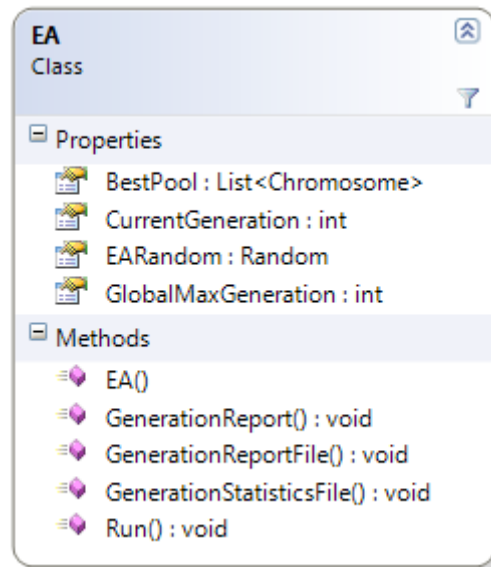 EA
Class
Properties
BestPool : List<Chromosome>
CurrentGeneration : int
EARandom : Random
GlobalMaxGeneration : int
Methods
EA()
GenerationReport() : void
GenerationReportFile() : void
GenerationStatisticsFile() : void
Run() : void